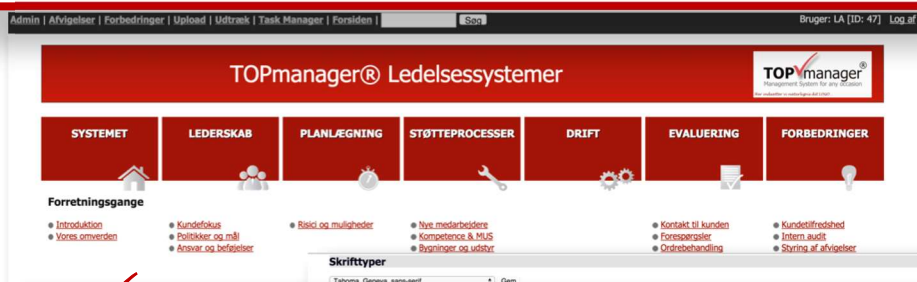 Admin | Afvigelser | Forbedringer | Upload | Udtræk | Task Manager | Forsiden | Søg Bruger: LA [ID: 47] Log af
TOPmanager® Ledelsessystemer
TOPmanager®
Management System for any occasion
SYSTEMET LEDERSKAB PLANLÆGNING STØTTEPROCESSER DRIFT EVALUERING FORBEDRINGER
Forretningsgange
Introduktion Kundefokus Risici og muligheder Nye medarbejdere Kontakt til kunden Kundetilfredshed
Vores omverden Politikker og mål Kompetence & MUS Forespørgsler Intern audit
Ansvar og beføjelser Bygninger og udstyr Ordrebehandling Styring af afvigelser
Skrifttyper
Tahoma, Geneva, sans-serif Gem